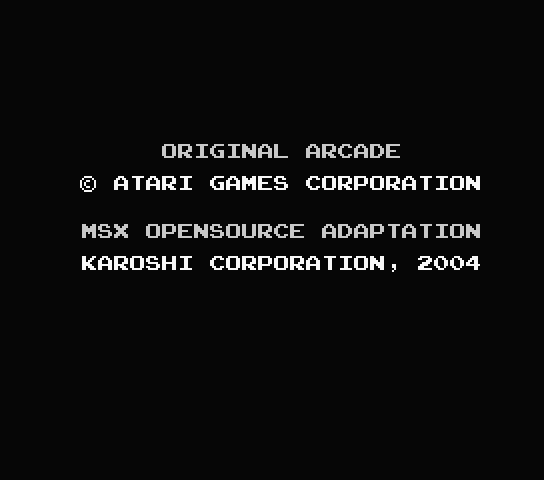 ORIGINAL ARCADE
© ATARI GAMES CORPORATION
MSX OPENSOURCE ADAPTATION
KAROSHI CORPORATION, 2004